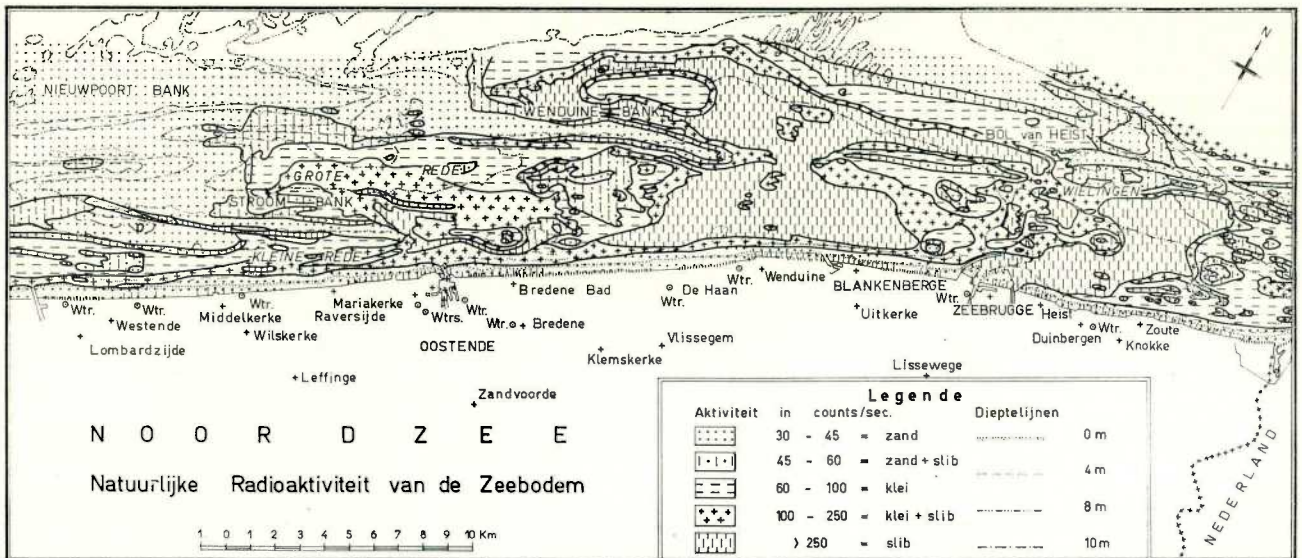 N
NIEUWPOORT BANK
WENDUINE BANK
BOL van HEIST
GROTE REDE
WIELINGEN
STROOM BANK
KLEINE REDE
Wtr.
Westende
Lombardzijde
Wtr.
Middelkerke
Wtr.
Wilskerke
Leffinge
Mariakerke
Raversijde
Wtrs.
OOSTENDE
Wtr.
Bredene Bad
Wtr.
Bredene
Zandvoorde
Klemskerke
Vlissegem
Wtr.
De Haan
Wtr.
Wenduine
BLANKENBERGE
Uitkerke
Lissewege
Wtr.
ZEEBRUGGE
Heist
Duinbergen
Wtr.
Zoute
Knokke
NEDERLAND
NOORDZEE
Natuurlijke Radioaktiviteit van de Zeebodem
1 0 1 2 3 4 5 6 7 8 9 10 Km
Legende
Aktiviteit in counts/sec. Dieptelijnen
30 - 45 = zand 0 m
45 - 60 = zand + slib 4 m
60 - 100 = klei
100 - 250 = klei + slib 8 m
> 250 = slib 10 m